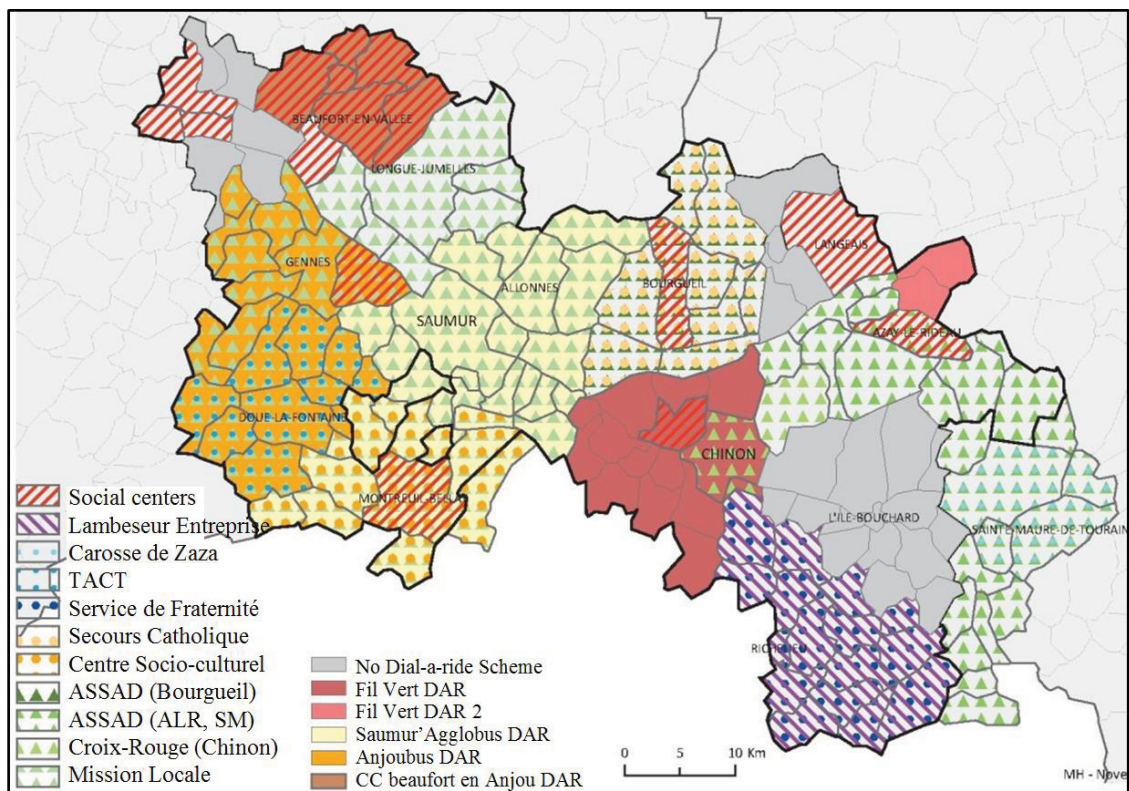 BEAUFORT-EN-VALLEE
LONGUE-JUMELLES
LANGEAIS
GENNES
ALLONNES
BOURGUEIL
SAUMUR
AZAY-LE-RIDEAU
DOUE-LA-FONTAINE
CHINON
MONTREUIL-BELLAY
L'ILE-BOUCHARD
SAINTE-MAURE-DE-TOURAIN
RICHELIEU
Social centers
Lambeseur Entreprise
Carosse de Zaza
TACT
Service de Fraternité
Secours Catholique
Centre Socio-culturel
ASSAD (Bourgueil)
ASSAD (ALR, SM)
Croix-Rouge (Chinon)
Mission Locale
No Dial-a-ride Scheme
Fil Vert DAR
Fil Vert DAR 2
Saumur’Agglobus DAR
Anjoubus DAR
CC beaufort en Anjou DAR
0 5 10 Km
MH - Nove